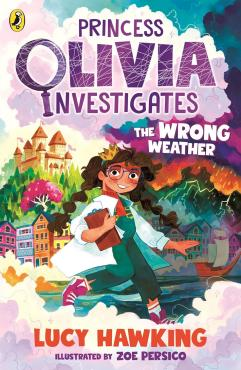 PRINCESS
OLIVIA
INVESTIGATES
THE WRONG
WEATHER
LUCY HAWKING
ILLUSTRATED BY ZOE PERSICO